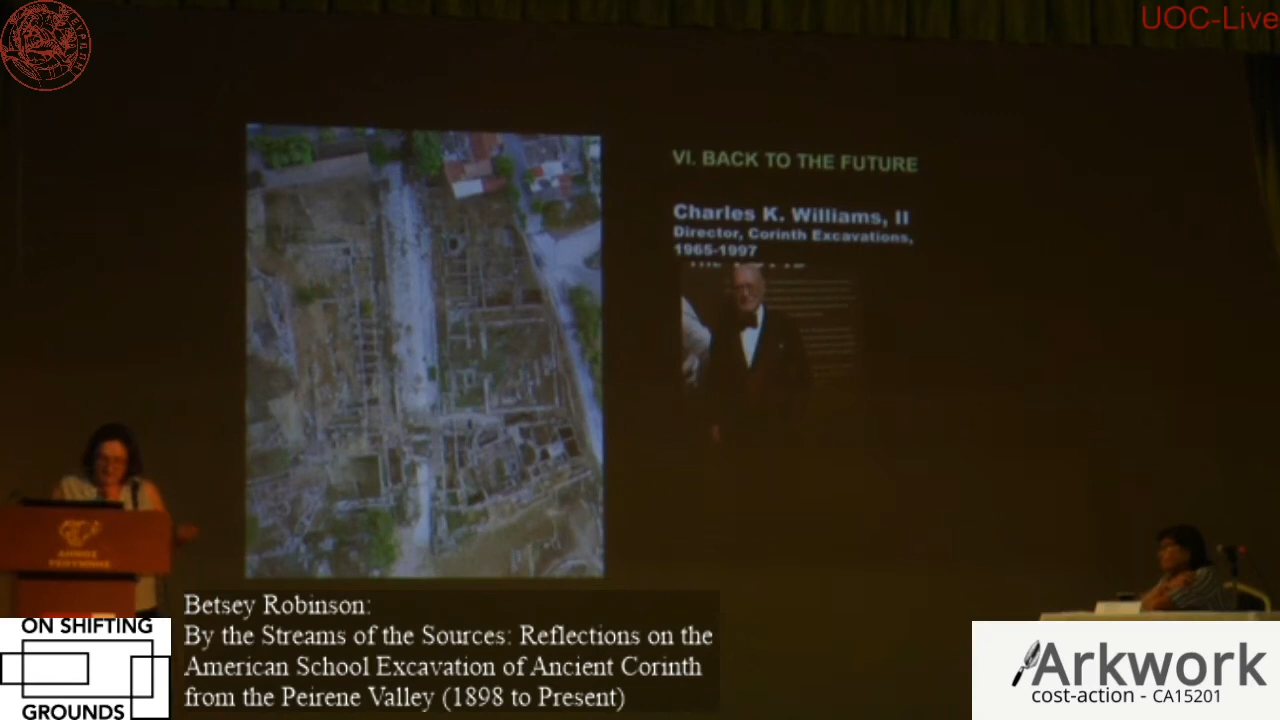 UOC-Live
VI. BACK TO THE FUTURE
Charles K. Williams, II
Director, Corinth Excavations,
1965-1997
ΔΗΜΟΣ
ΡΕΘΥΜΝΗΣ
Betsey Robinson:
By the Streams of the Sources: Reflections on the
American School Excavation of Ancient Corinth
from the Peirene Valley (1898 to Present)
ON SHIFTING
GROUNDS
Arkwork
cost-action - CA15201